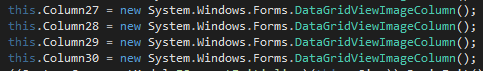 this.Column27 = new System.Windows.Forms.DataGridViewImageColumn();
this.Column28 = new System.Windows.Forms.DataGridViewImageColumn();
this.Column29 = new System.Windows.Forms.DataGridViewImageColumn();
this.Column30 = new System.Windows.Forms.DataGridViewImageColumn();